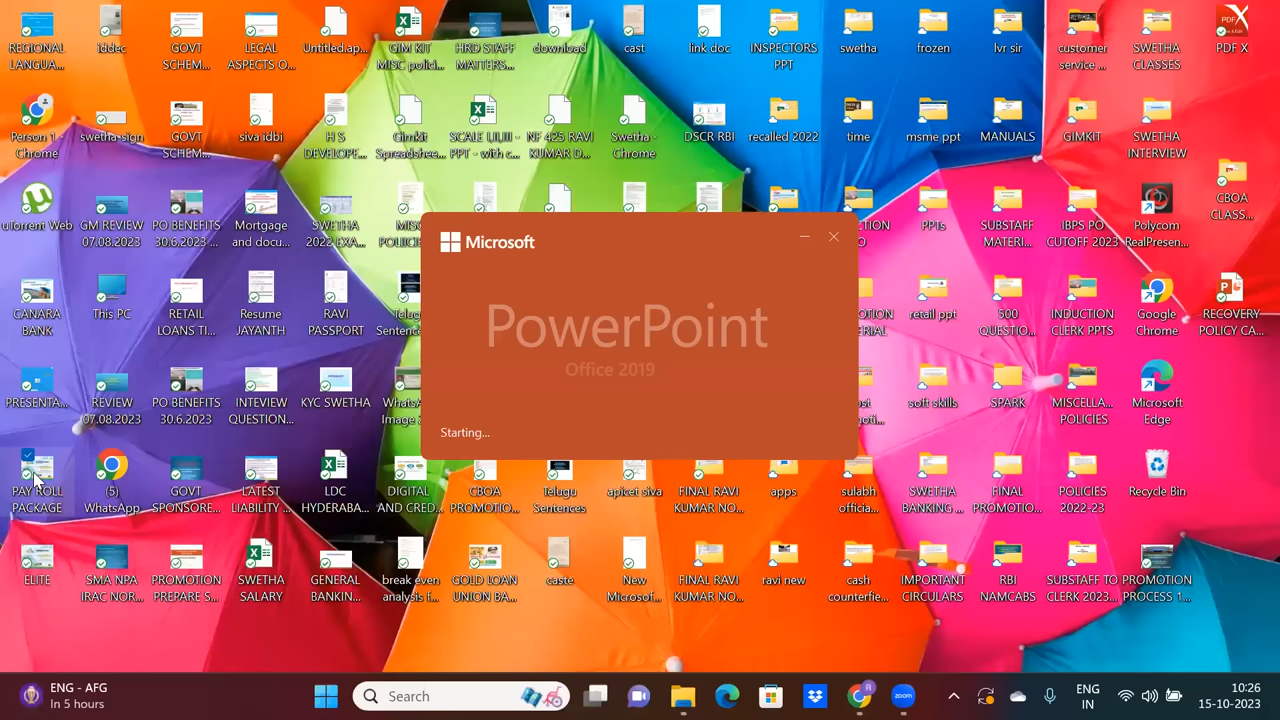 REGIONAL
LANGUA...
iddec
GOVT
SCHEM...
LEGAL
ASPECTS O...
Untitled.ap...
GIM KIT
MISC polici...
HRD STAFF
MATTERS...
download
cast
link doc
INSPECTORS
PPT
swetha
frozen
lvr sir
customer
service ...
SWETHA
CLASSES
PDF X
Person 1 -
Chrome
swetha sign
GOVT
SCHEM...
siva idbi
H S
DEVELOPE...
Gimkit
Spreadshee...
SCALE I,II,III -
PPT - with c...
NF 425 RAVI
KUMAR D...
Swetha -
Chrome
DSCR RBI
recalled 2022
time
msme ppt
MANUALS
GIMKIT
SWETHA
INTERVIEW
CBOA
CLASS...
uTorrent Web
GM REVIEW
07.08.2023
PO BENEFITS
30.6.2023 ...
Mortgage
and docu...
SWETHA
2022 EXA...
MISC
POLICIE
PPTs
SUBSTAFF
MATERI...
IBPS PO
CUTOFF 2023
Polycom
RealPresen...
Microsoft
PowerPoint
Office 2019
Starting...
CANARA
BANK
This PC
RETAIL
LOANS TI...
Resume
JAYANTH
RAVI
PASSPORT
Telug
Sentenc
retail ppt
500
QUESTIO...
INDUCTION
CLERK PPTS
Google
Chrome
RECOVERY
POLICY CA...
PRESENTA...
REVIEW
07.08.2023
PO BENEFITS
30.6.2023
INTEVIEW
QUESTION...
KYC SWETHA
WhatsA
Image
soft skills
SPARK
MISCELLA...
POLICIES
Microsoft
Edge
PAY ROLL
PACKAGE
(5)
WhatsApp
GOVT
SPONSORE...
LATEST
LIABILITY ...
LDC
HYDERABA...
DIGITAL
AND CRED...
CBOA
PROMOTIO...
Telugu
Sentences
apicet siva
FINAL RAVI
KUMAR NO...
apps
sulabh
officia...
SWETHA
BANKING ...
FINAL
PROMOTIO...
POLICIES
2022-23
Recycle Bin
ELITE
SMA NPA
IRAC NOR...
PROMOTION
PREPARE S...
SWETHA
SALARY
GENERAL
BANKIN...
break even
analysis f...
GOLD LOAN
UNION BA...
caste
New
Microsof...
FINAL RAVI
KUMAR NO...
ravi new
cash
counterfie...
IMPORTANT
CIRCULARS
RBI
NAMCABS
SUBSTAFF TO
CLERK 2023...
PROMOTION
PROCESS 1...
ENG - AFG
In 5 hours
Search
zoom
ENG
IN
10:26
15-10-2023